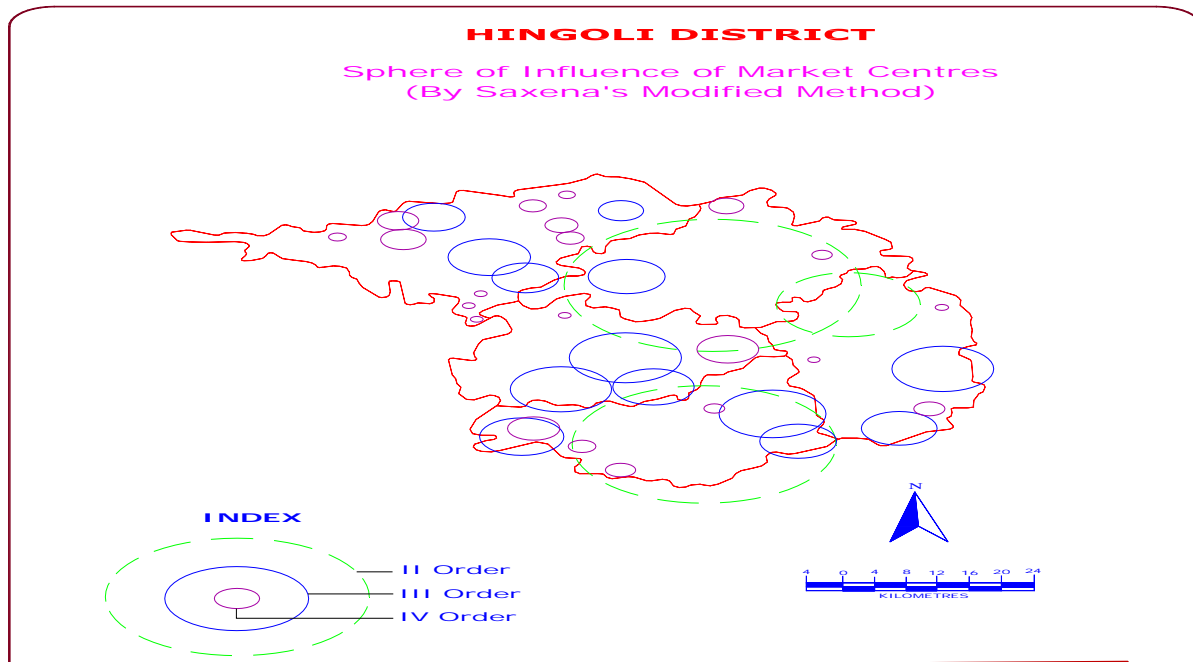 HINGOLI DISTRICT
Sphere of Influence of Market Centres
(By Saxena's Modified Method)
N
INDEX
II Order
III Order
IV Order
4 0 4 8 12 16 20 24
KILOMETRES